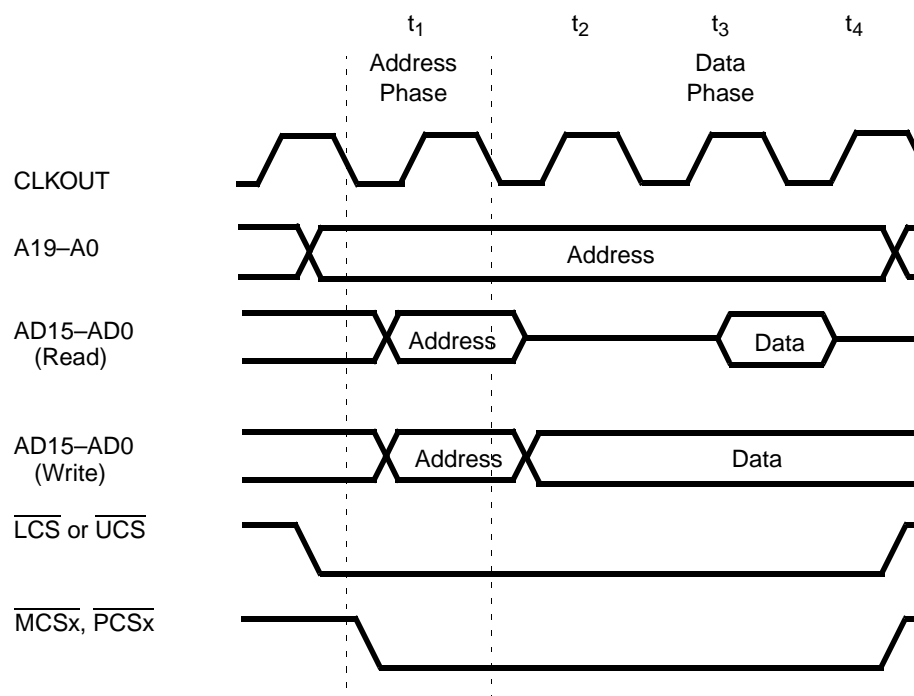 t1 t2 t3 t4
Address Phase
Data Phase
CLKOUT
A19–A0
Address
AD15–AD0
(Read)
Address
Data
AD15–AD0
(Write)
Address
Data
LCS or UCS
MCSx, PCSx